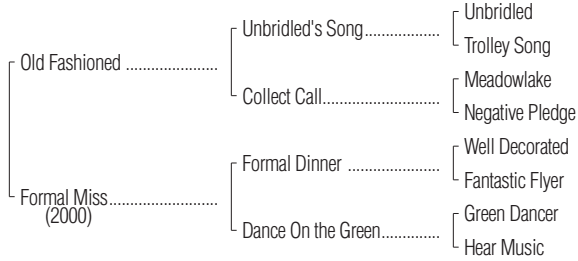 Unbridled
Unbridled's Song..................
Trolley Song
Old Fashioned ......................
Meadowlake
Collect Call............................
Negative Pledge
Well Decorated
Formal Dinner ......................
Fantastic Flyer
Formal Miss..........................
(2000)
Green Dancer
Dance On the Green..............
Hear Music